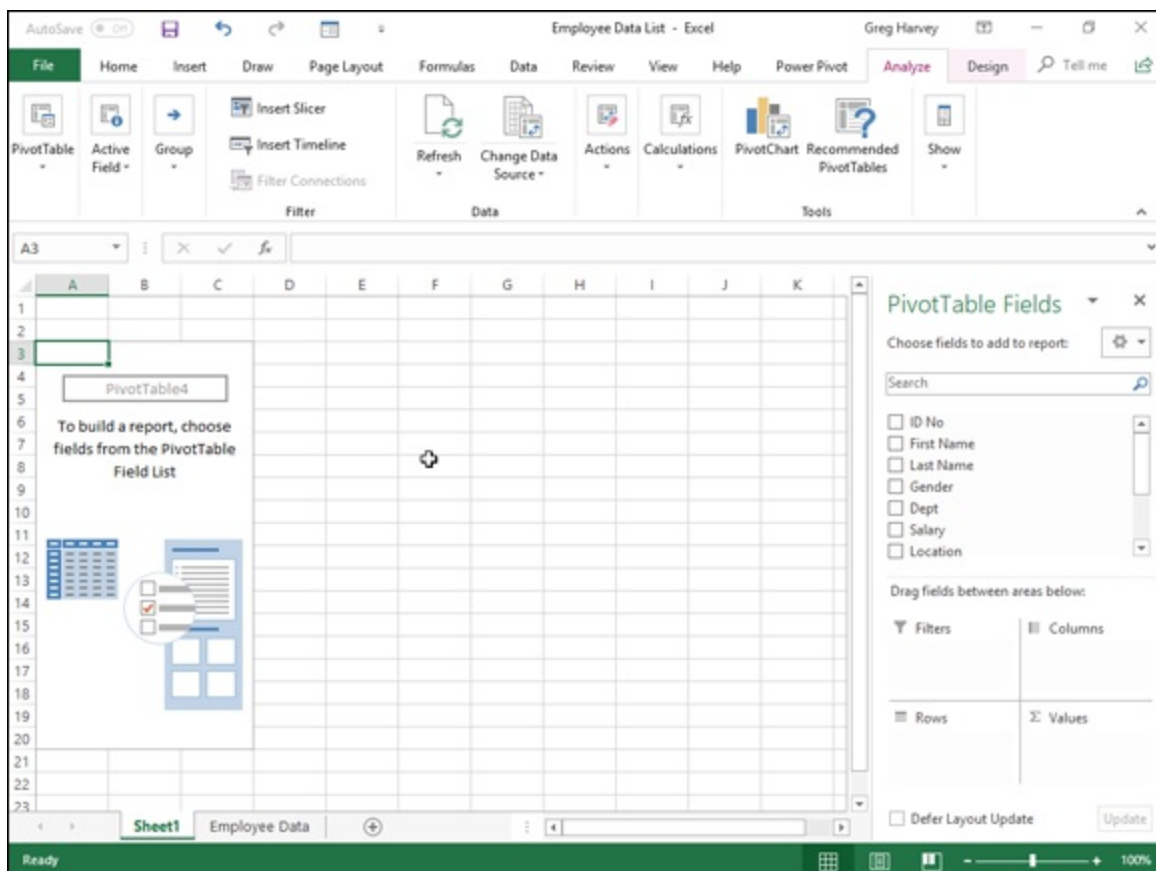 AutoSave Off Employee Data List - Excel Greg Harvey
File Home Insert Draw Page Layout Formulas Data Review View Help Power Pivot Analyze Design Tell me
PivotTable
Active
Field
Group
Insert Slicer
Insert Timeline
Filter Connections
Filter
Refresh
Change Data
Source
Data
Actions
Calculations
PivotChart
Recommended
PivotTables
Tools
Show
A3 fx
A B C D E F G H I J K
1
2
3
4
5
6
7
8
9
10
11
12
13
14
15
16
17
18
19
20
21
22
23
PivotTable4
To build a report, choose
fields from the PivotTable
Field List
PivotTable Fields
Choose fields to add to report:
Search
ID No
First Name
Last Name
Gender
Dept
Salary
Location
Drag fields between areas below:
Filters Columns
Rows Σ Values
Defer Layout Update Update
Sheet1 Employee Data
Ready 100%